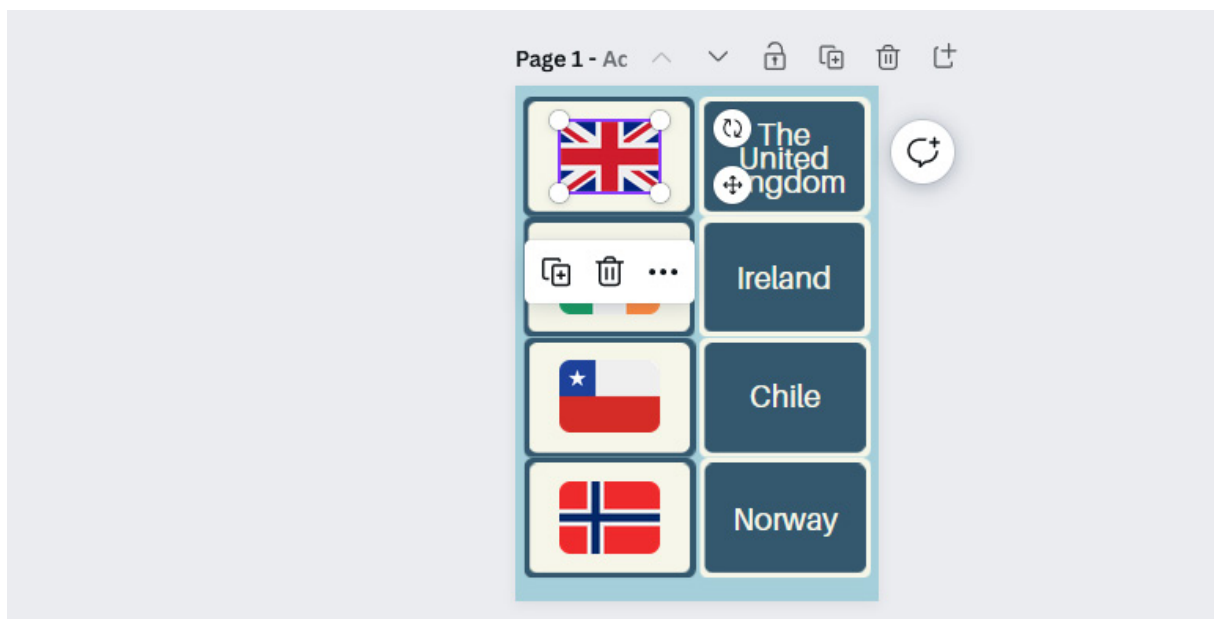 Page 1 - Ac
The
United
ngdom
Ireland
Chile
Norway